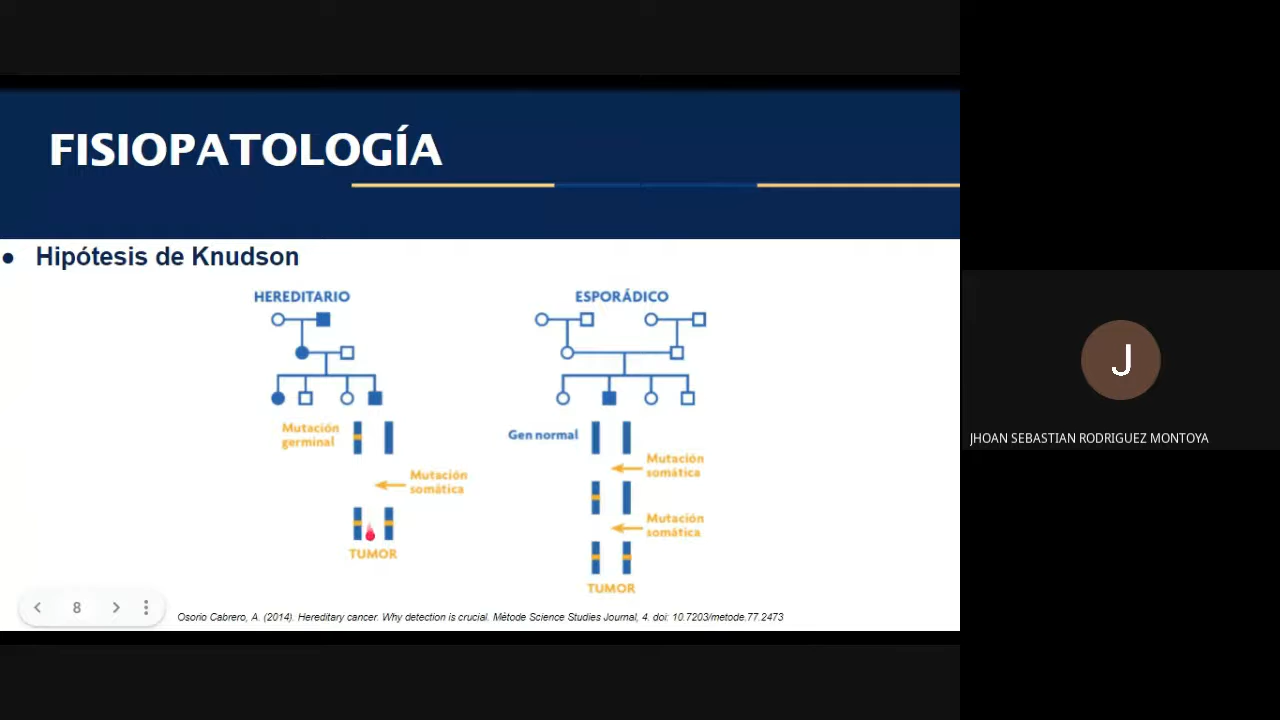 FISIOPATOLOGÍA
● Hipótesis de Knudson
HEREDITARIO
ESPORÁDICO
Mutación
germinal
Mutación
somática
TUMOR
Gen normal
Mutación
somática
Mutación
somática
TUMOR
8
Osorio Cabrero, A. (2014). Hereditary cancer. Why detection is crucial. Mètode Science Studies Journal, 4. doi: 10.7203/metode.77.2473
J
JHOAN SEBASTIAN RODRIGUEZ MONTOYA